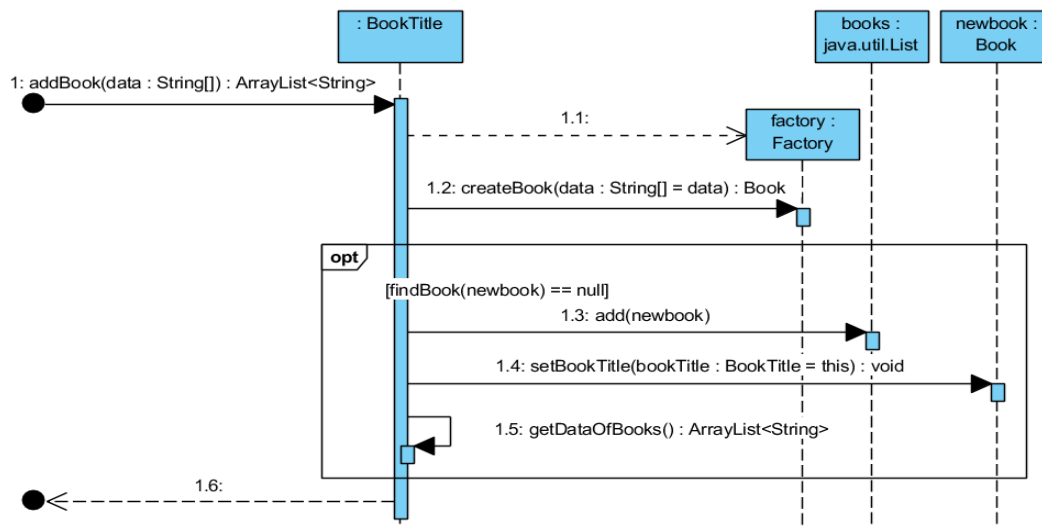 : BookTitle
books :
java.util.List
newbook :
Book
1: addBook(data : String[]) : ArrayList<String>
1.1:
factory :
Factory
1.2: createBook(data : String[] = data) : Book
opt
[findBook(newbook) == null]
1.3: add(newbook)
1.4: setBookTitle(bookTitle : BookTitle = this) : void
1.5: getDataOfBooks() : ArrayList<String>
1.6: